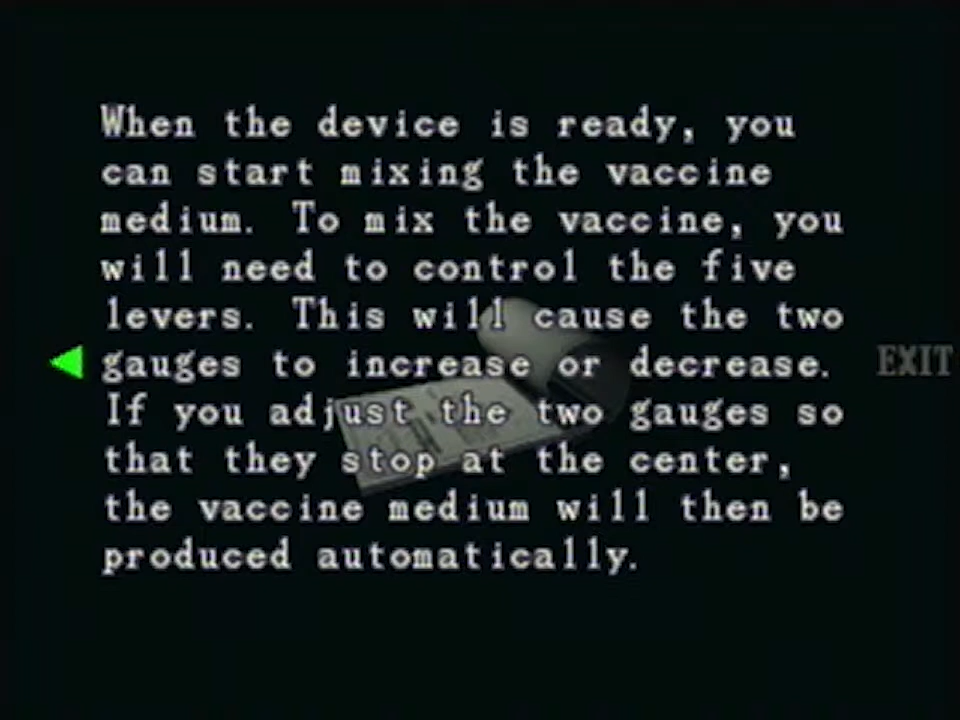 When the device is ready, you
can start mixing the vaccine
medium. To mix the vaccine, you
will need to control the five
levers. This will cause the two
gauges to increase or decrease.
EXIT
If you adjust the two gauges so
that they stop at the center,
the vaccine medium will then be
produced automatically.